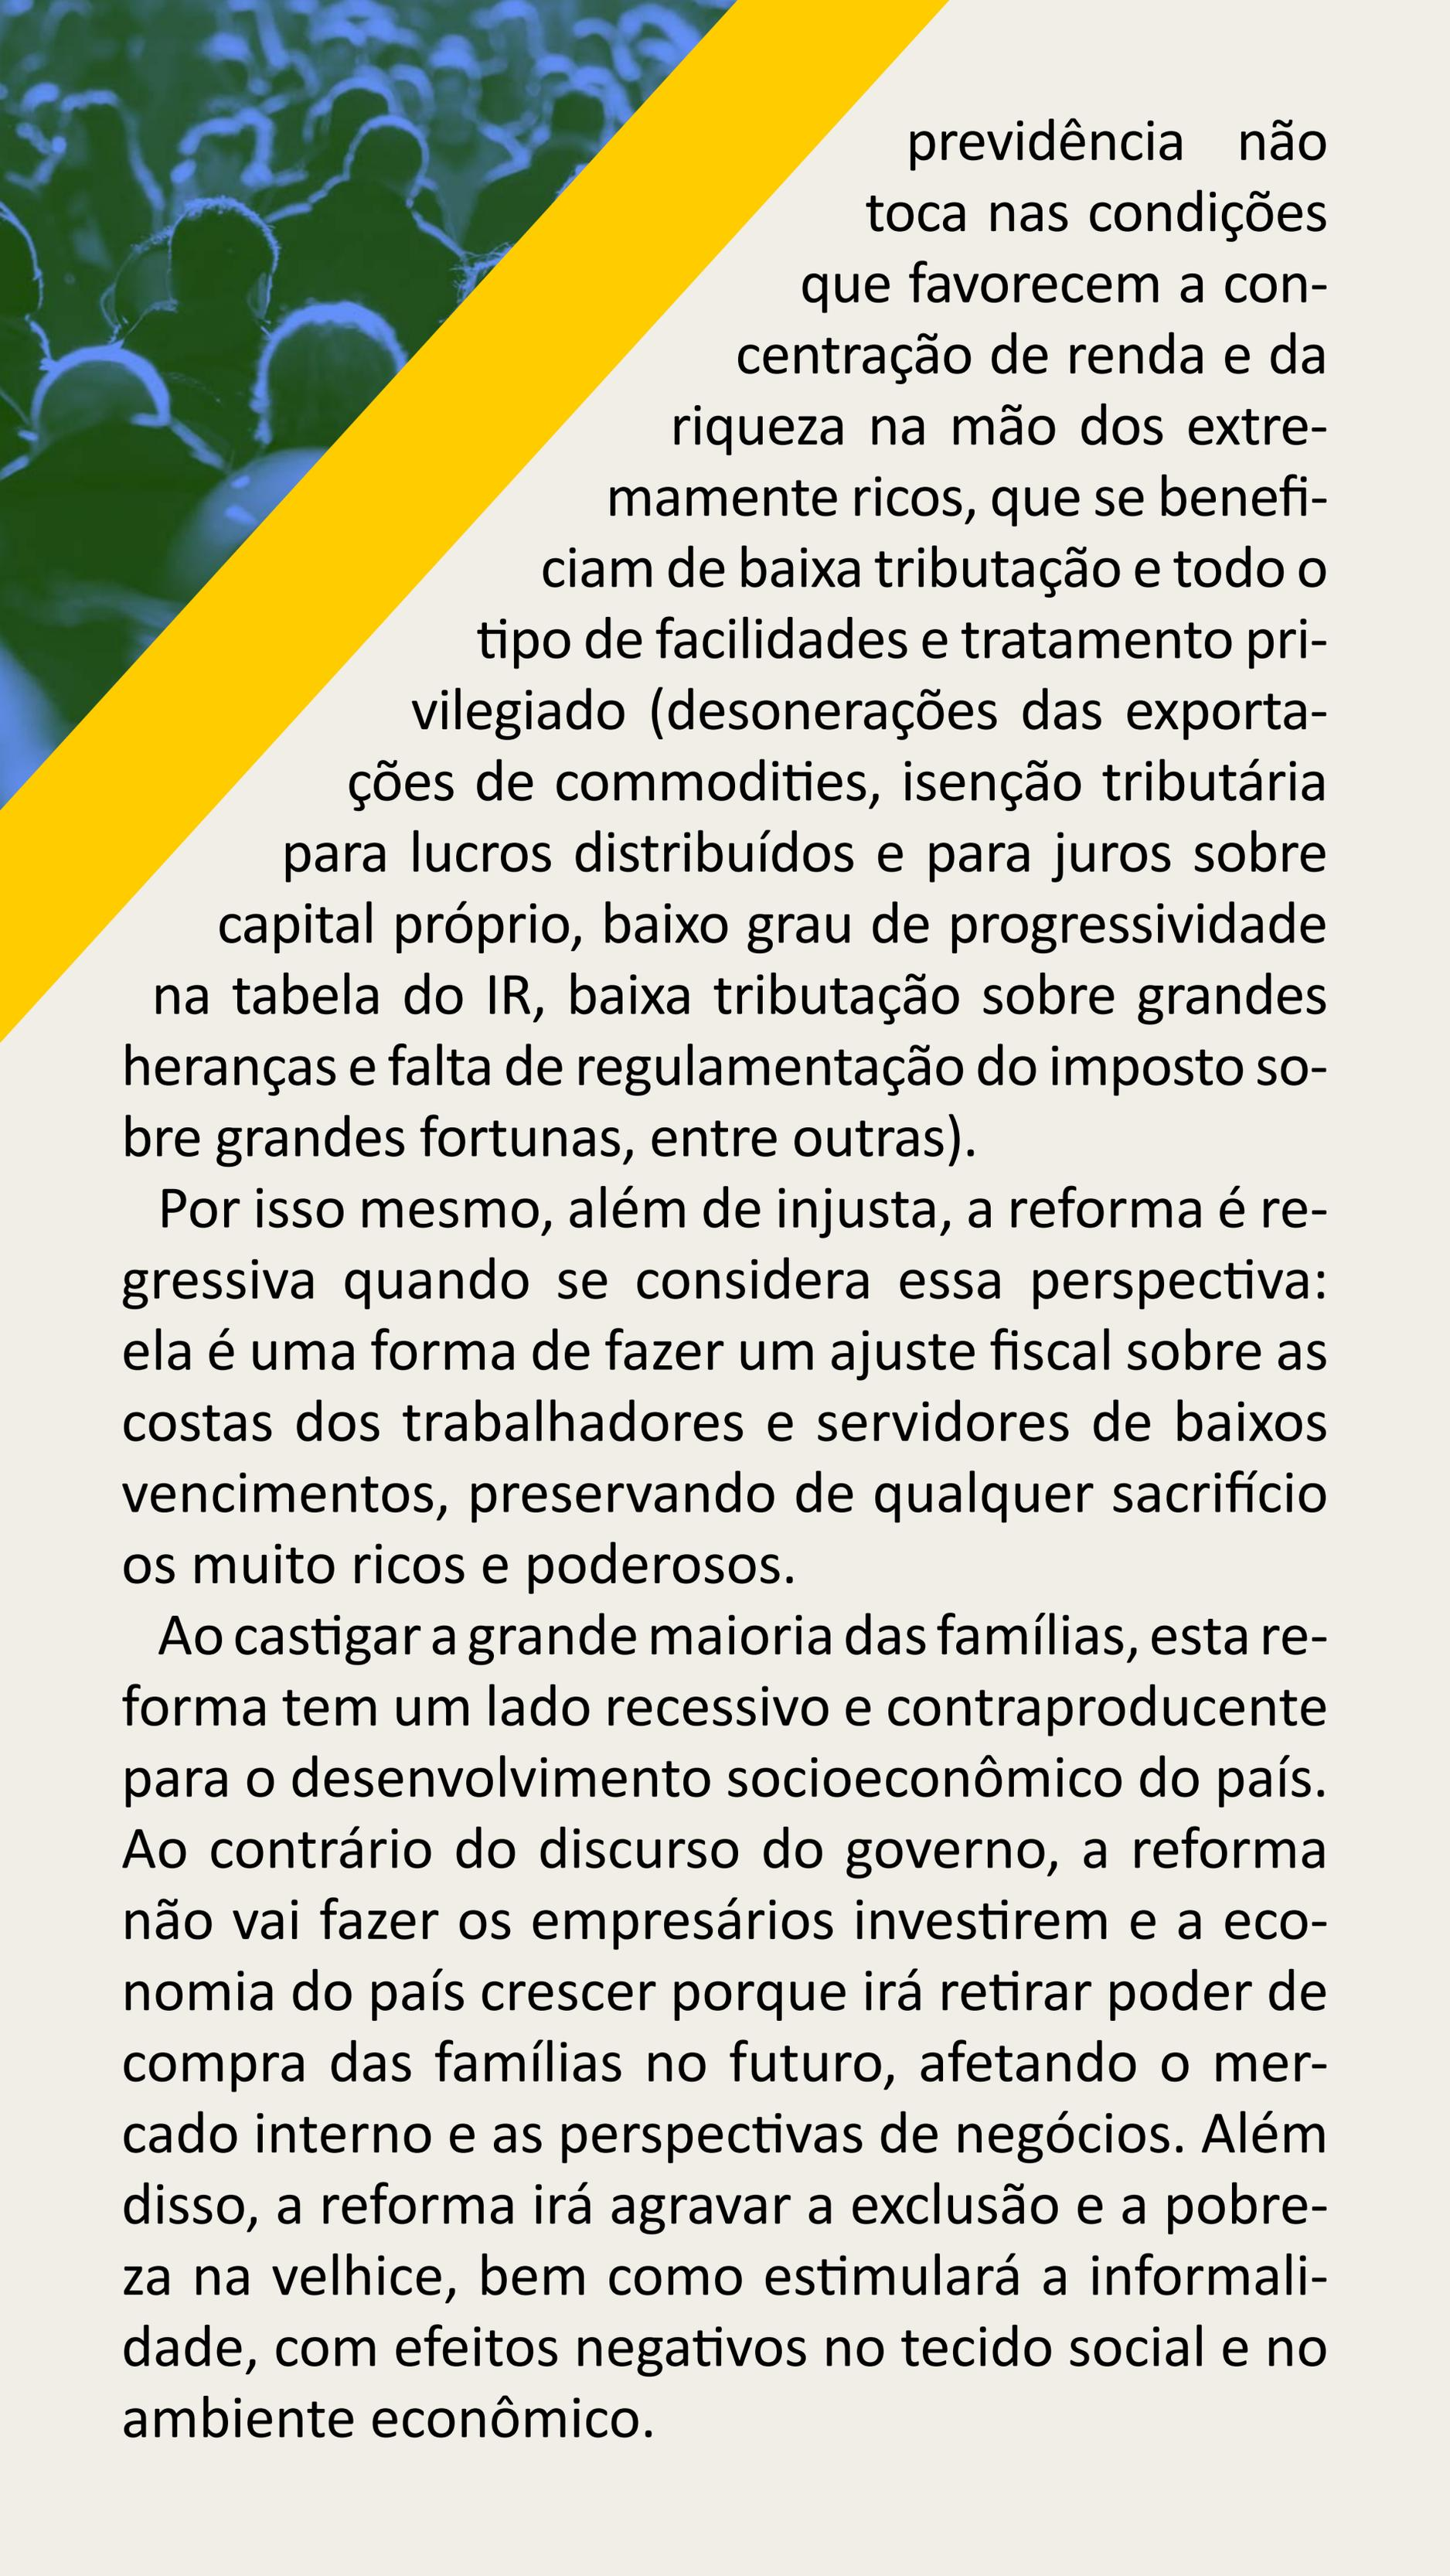 previdência não
toca nas condições
que favorecem a con-
centração de renda e da
riqueza na mão dos extre-
mamente ricos, que se benefi-
ciam de baixa tributação e todo o
tipo de facilidades e tratamento pri-
vilegiado (desonerações das exporta-
ções de commodities, isenção tributária
para lucros distribuídos e para juros sobre
capital próprio, baixo grau de progressividade
na tabela do IR, baixa tributação sobre grandes
heranças e falta de regulamentação do imposto so-
bre grandes fortunas, entre outras).
Por isso mesmo, além de injusta, a reforma é re-
gressiva quando se considera essa perspectiva:
ela é uma forma de fazer um ajuste fiscal sobre as
costas dos trabalhadores e servidores de baixos
vencimentos, preservando de qualquer sacrifício
os muito ricos e poderosos.
Ao castigar a grande maioria das famílias, esta re-
forma tem um lado recessivo e contraproducente
para o desenvolvimento socioeconômico do país.
Ao contrário do discurso do governo, a reforma
não vai fazer os empresários investirem e a eco-
nomia do país crescer porque irá retirar poder de
compra das famílias no futuro, afetando o mer-
cado interno e as perspectivas de negócios. Além
disso, a reforma irá agravar a exclusão e a pobre-
za na velhice, bem como estimulará a informali-
dade, com efeitos negativos no tecido social e no
ambiente econômico.